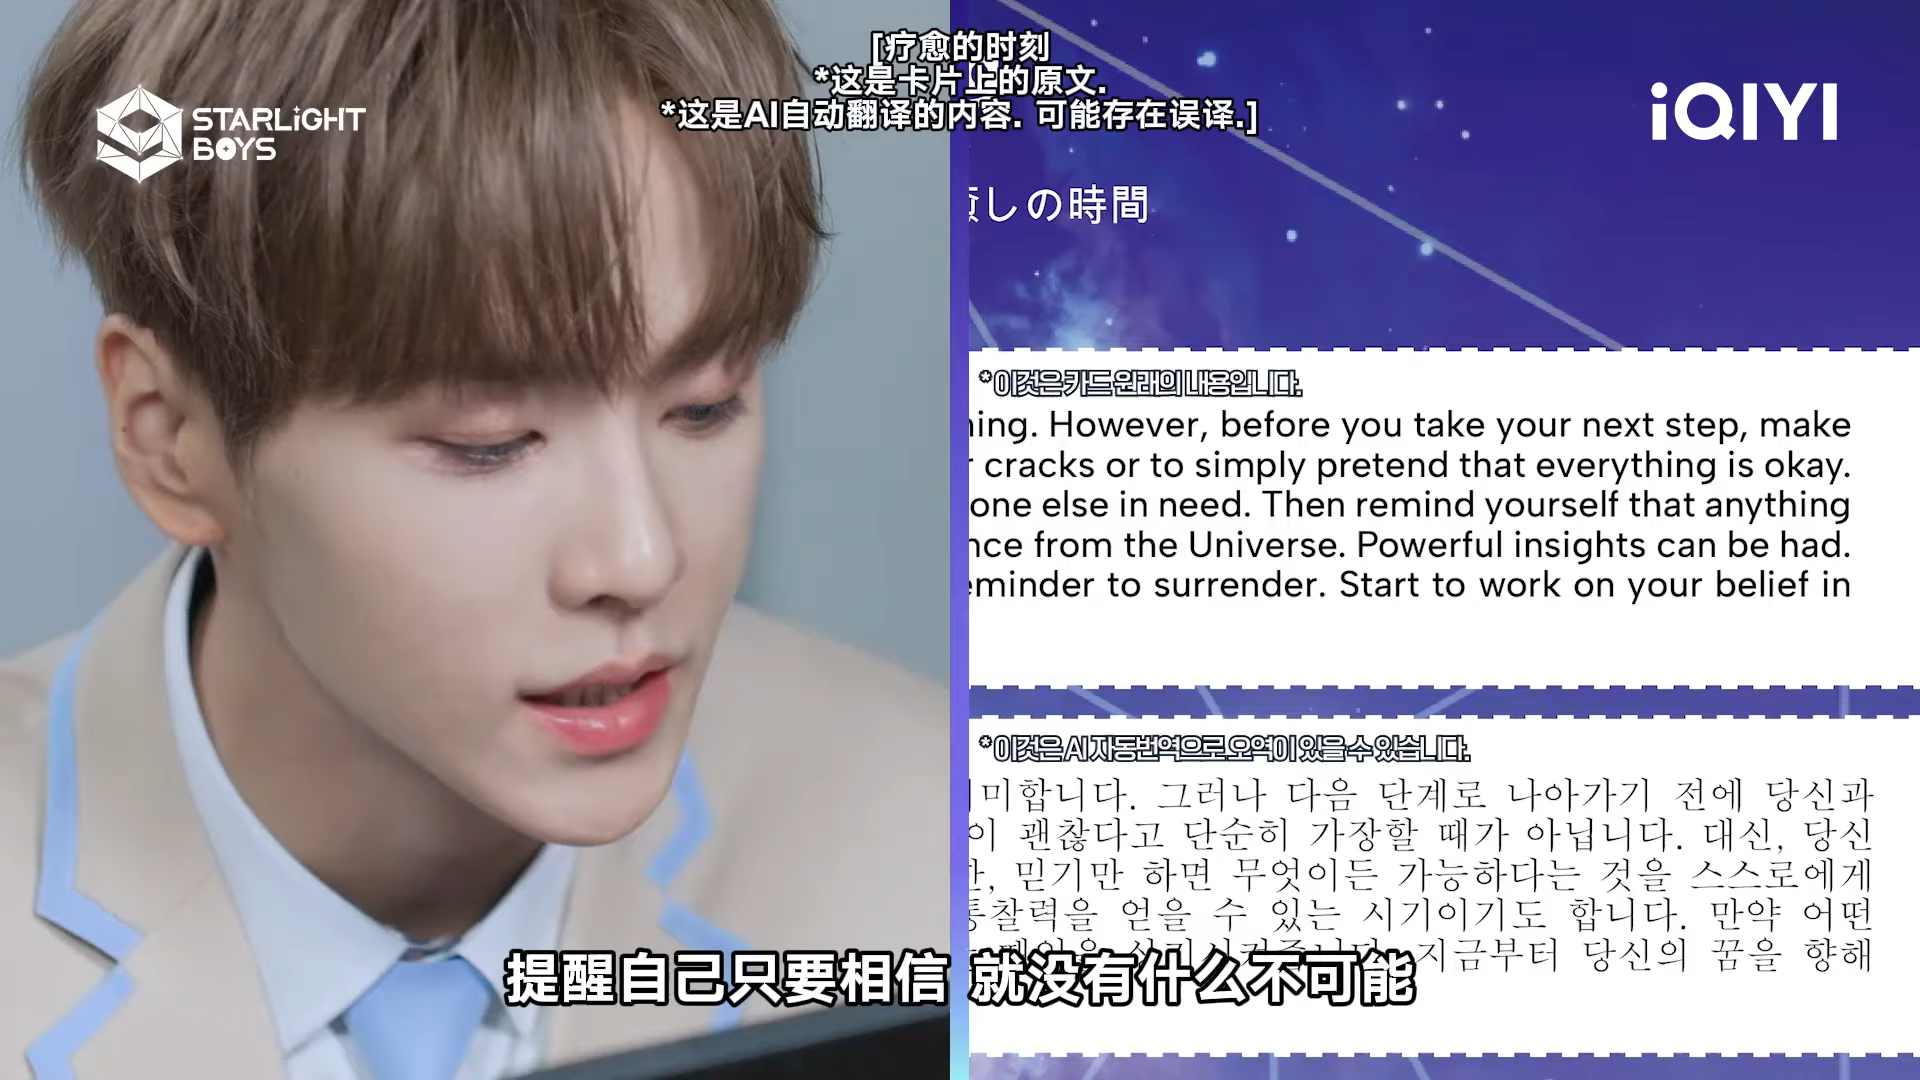 [疗愈的时刻
*这是卡片上的原文.
*这是AI自动翻译的内容. 可能存在误译.]
STARLiGHT
BOYS
iQIYI
しの時間
*이것은 카드 원래의 내용입니다.
However, before you take your next step, make
cracks or to simply pretend that everything is okay.
one else in need. Then remind yourself that anything
from the Universe. Powerful insights can be had.
to surrender. Start to work on your belief in
*이것은 AI 자동번역으로 오역이 있을 수 있습니다.
미합니다. 그러나 다음 단계로 나아가기 전에 당신과
이 괜찮다고 단순히 가장할 때가 아닙니다. 대신, 당신
믿기만 하면 무엇이든 가능하다는 것을 스스로에게
통찰력을 얻을 수 있는 시기이기도 합니다. 만약 어떤
지금부터 당신의 꿈을 향해
提醒自己只要相信 就没有什么不可能